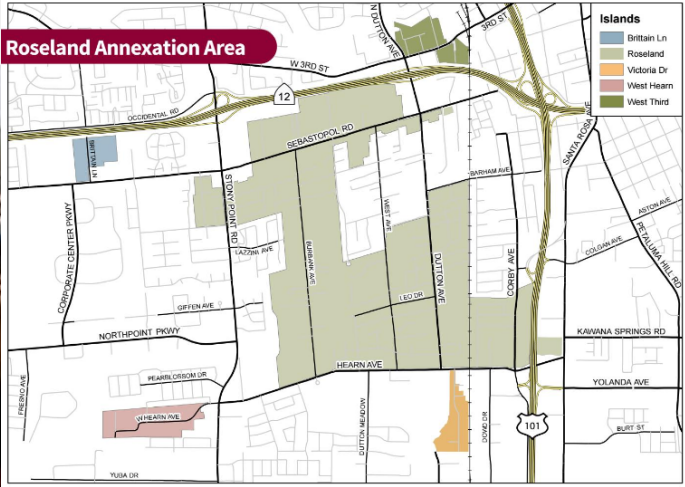 Roseland Annexation Area
Islands
Brittain Ln
Roseland
Victoria Dr
West Hearn
West Third
N DUTTON AVE
3RD ST
W 3RD ST
12
OCCIDENTAL RD
SEBASTOPOL RD
BRITTAIN LN
SANTA ROSA AVE
BARHAM AVE
STONY POINT RD
WEST AVE
ASTON AVE
CORPORATE CENTER PKWY
LAZZINI AVE
BURBANK AVE
DUTTON AVE
CORBY AVE
COLGAN AVE
PETALUMA HILL RD
LEO DR
GIFFEN AVE
NORTHPOINT PKWY
KAWANA SPRINGS RD
HEARN AVE
PEARBLOSSOM DR
YOLANDA AVE
FRESNO AVE
W HEARN AVE
DUTTON MEADOW
DOWD DR
101
BURT ST
YUBA DR